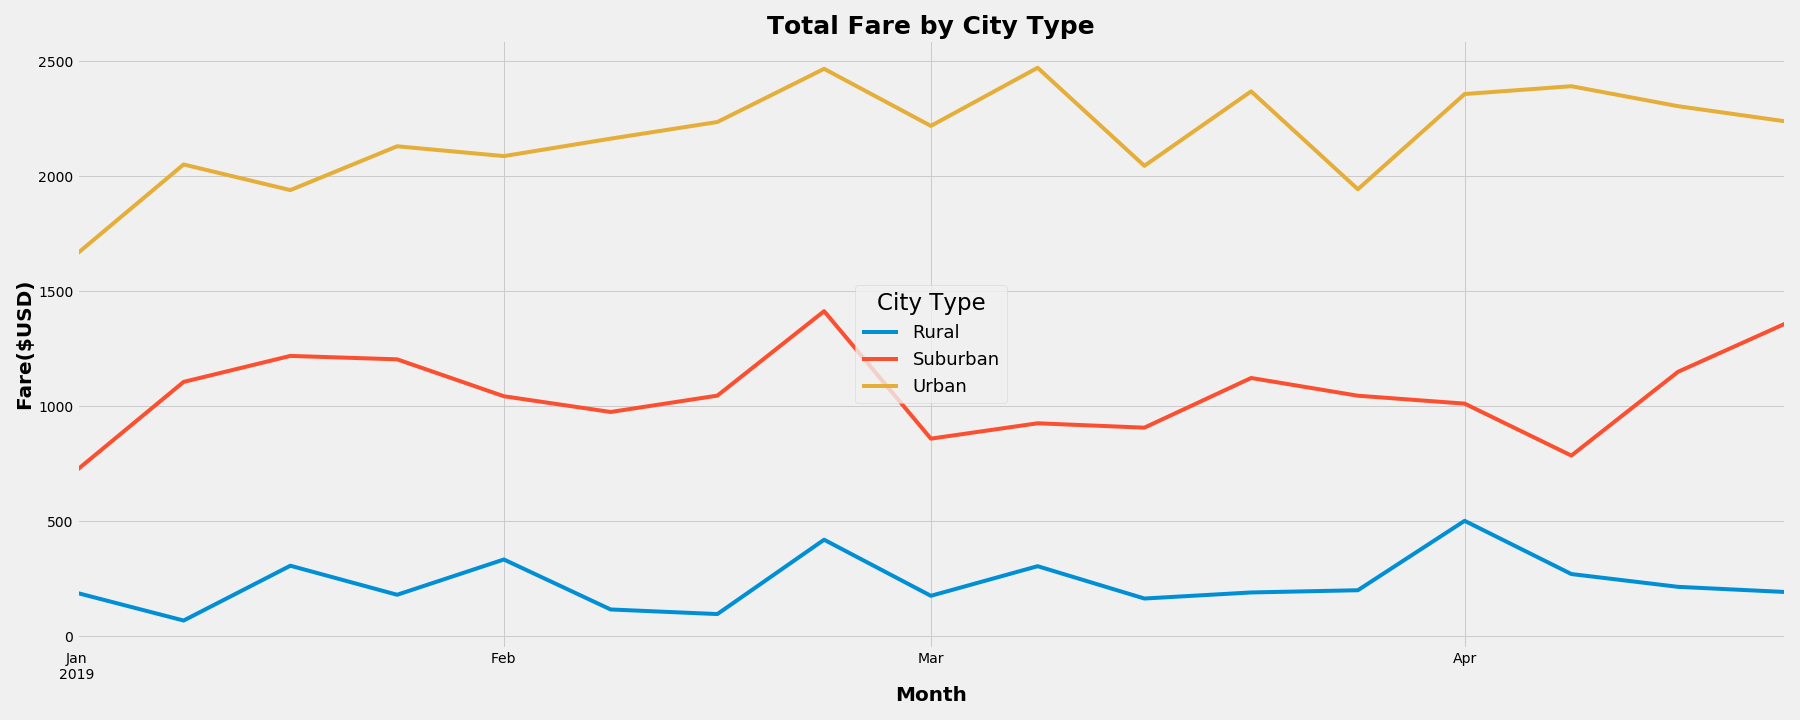 Total Fare by City Type
Fare($USD)
2500
2000
1500
1000
500
0
City Type
Rural
Suburban
Urban
Jan
2019
Feb
Mar
Apr
Month